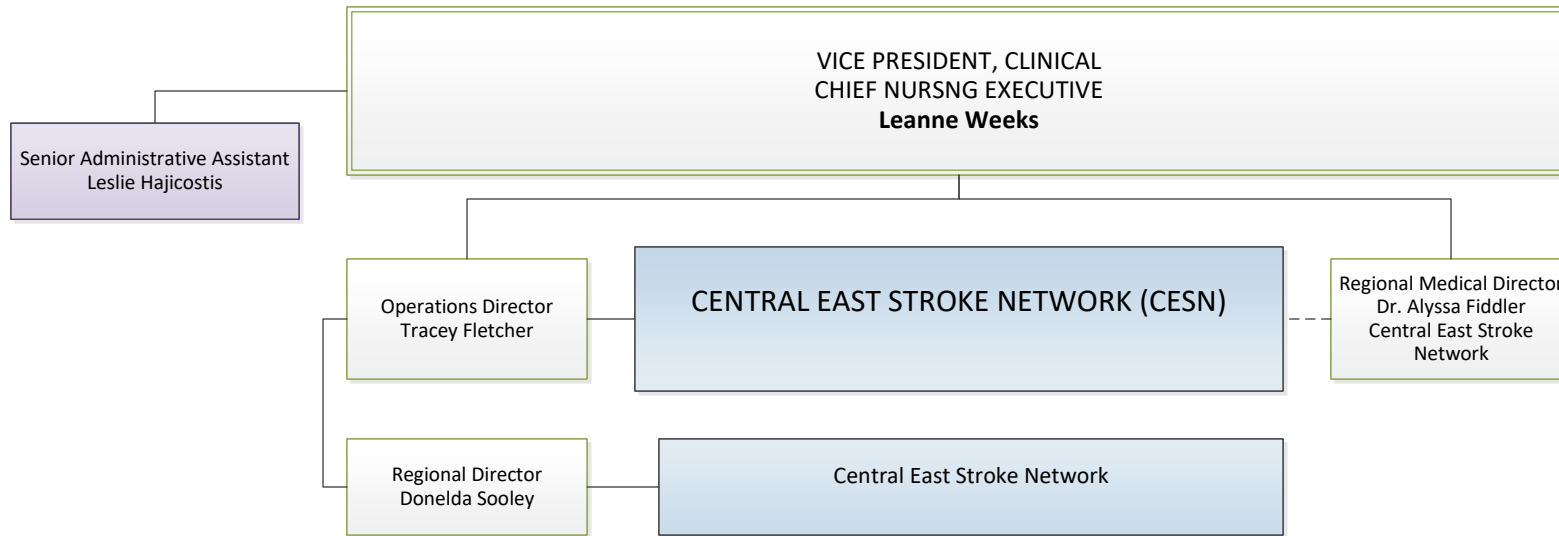 VICE PRESIDENT, CLINICAL
CHIEF NURSNG EXECUTIVE
Leanne Weeks
Senior Administrative Assistant
Leslie Hajicostis
Operations Director
Tracey Fletcher
CENTRAL EAST STROKE NETWORK (CESN)
Regional Medical Director
Dr. Alyssa Fiddler
Central East Stroke
Network
Regional Director
Donelda Sooley
Central East Stroke Network